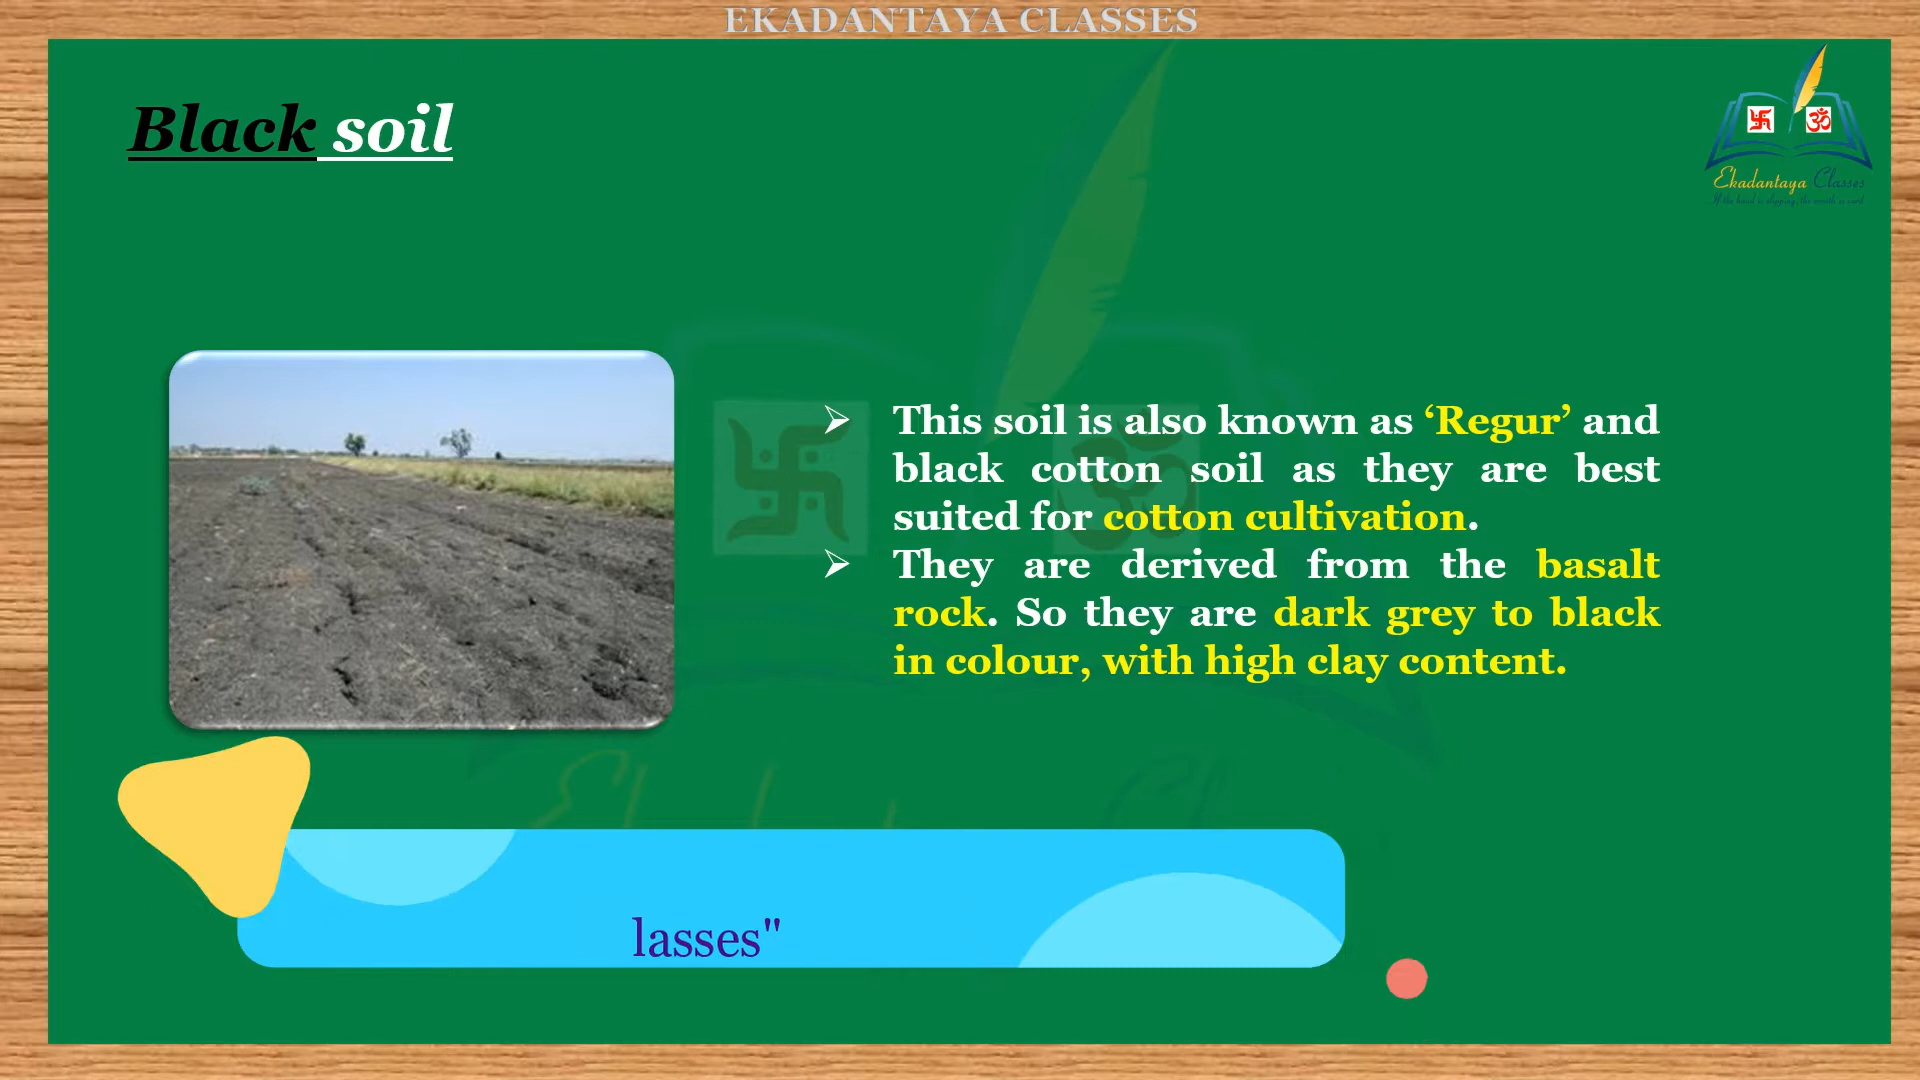 EKADANTAYA CLASSES
Black soil
卐 ॐ
Ekadantaya Classes
➢ This soil is also known as ‘Regur’ and
black cotton soil as they are best
suited for cotton cultivation.
➢ They are derived from the basalt
rock. So they are dark grey to black
in colour, with high clay content.
lasses"